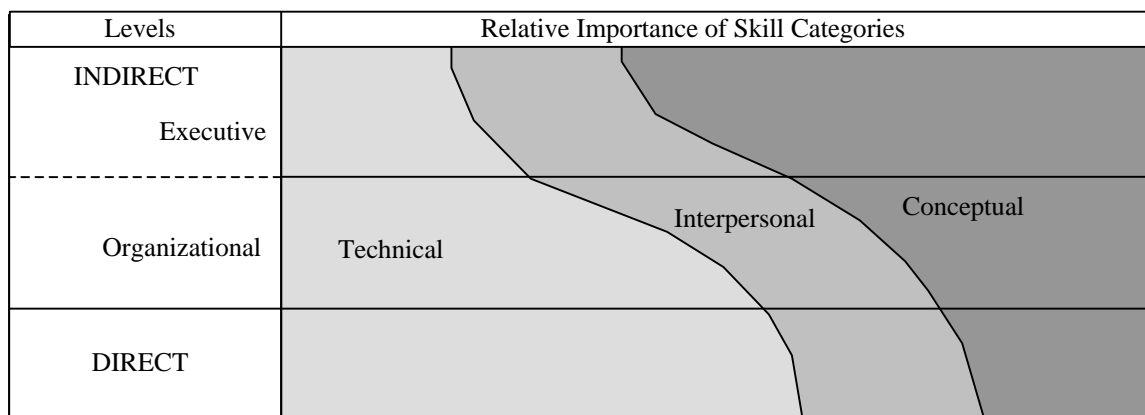 Levels
Relative Importance of Skill Categories
INDIRECT
Executive
Organizational
Technical
Interpersonal
Conceptual
DIRECT